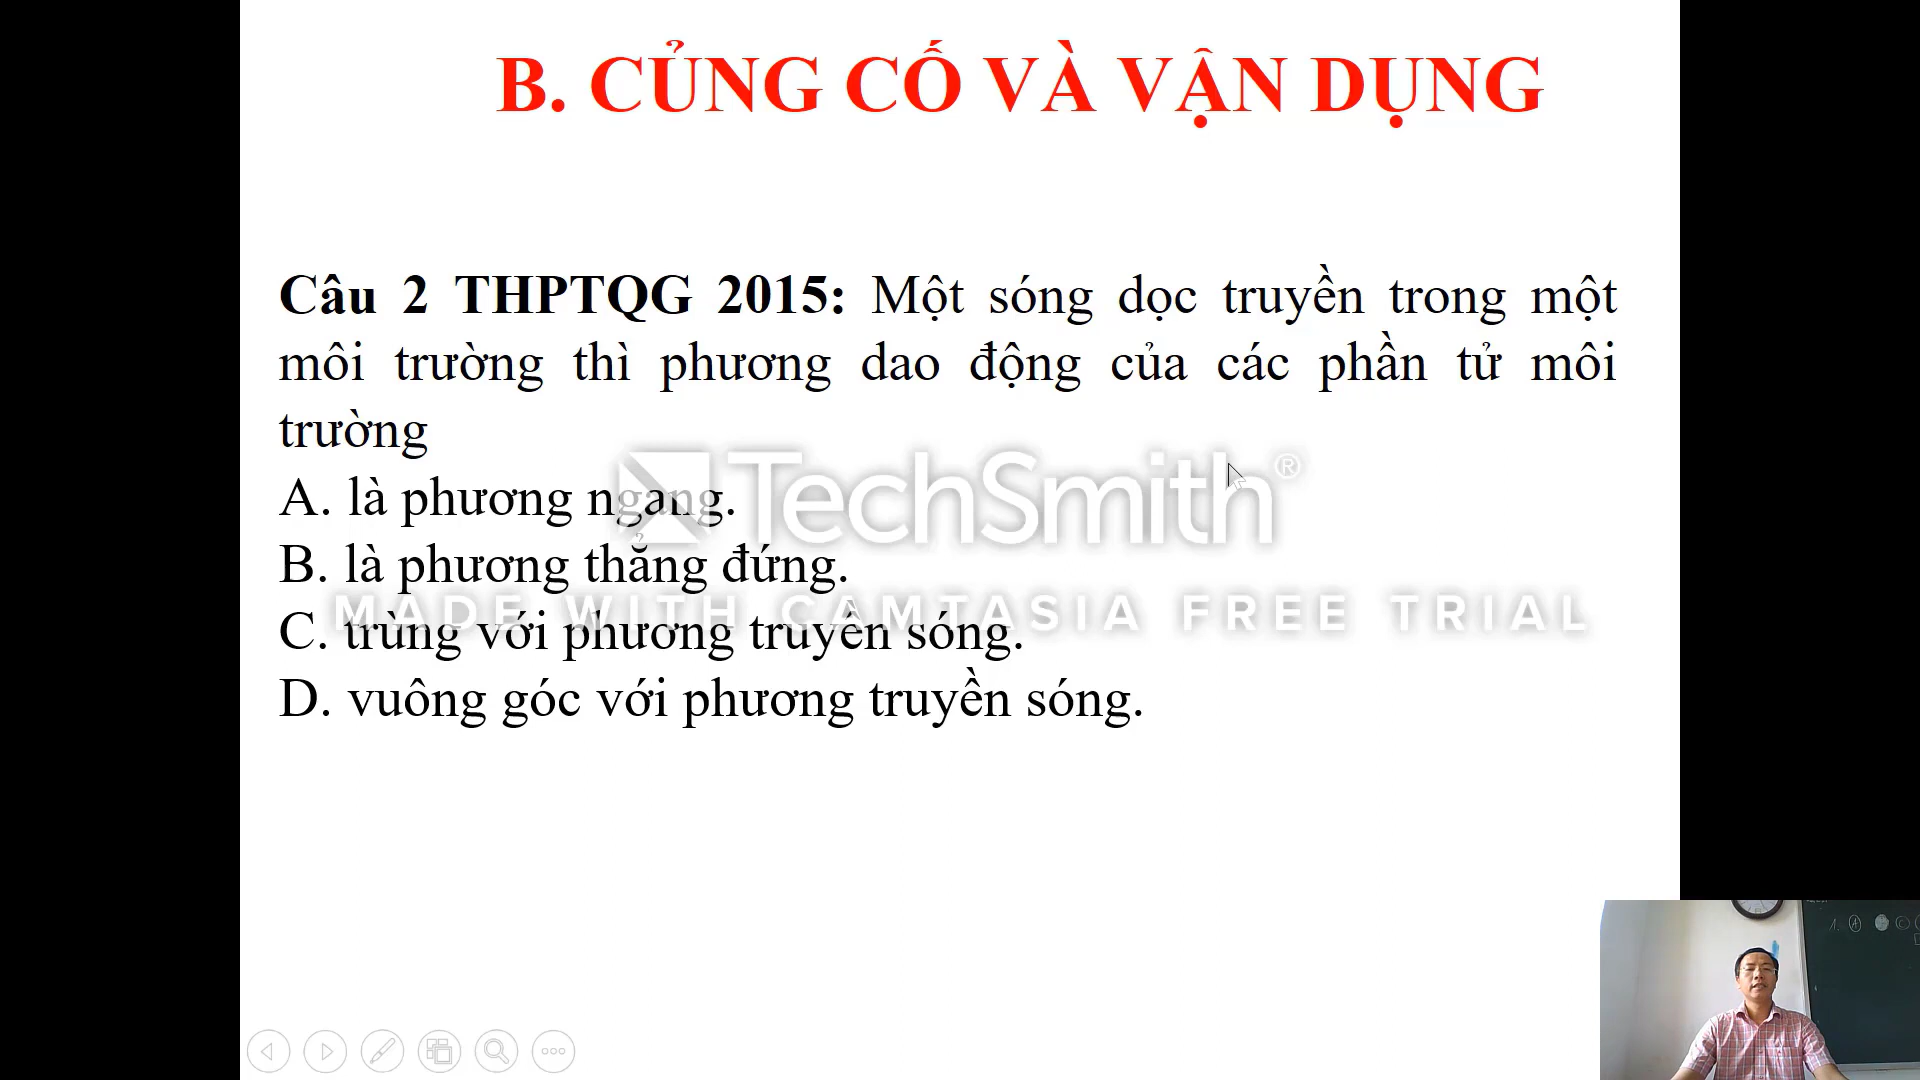 B. CỦNG CỐ VÀ VẬN DỤNG
Câu 2 THPTQG 2015: Một sóng dọc truyền trong một
môi trường thì phương dao động của các phần tử môi
trường
A. là phương ngang.
B. là phương thẳng đứng.
C. trùng với phương truyền sóng.
D. vuông góc với phương truyền sóng.
TechSmith®
MADE WITH CAMTASIA FREE TRIAL
1. A C